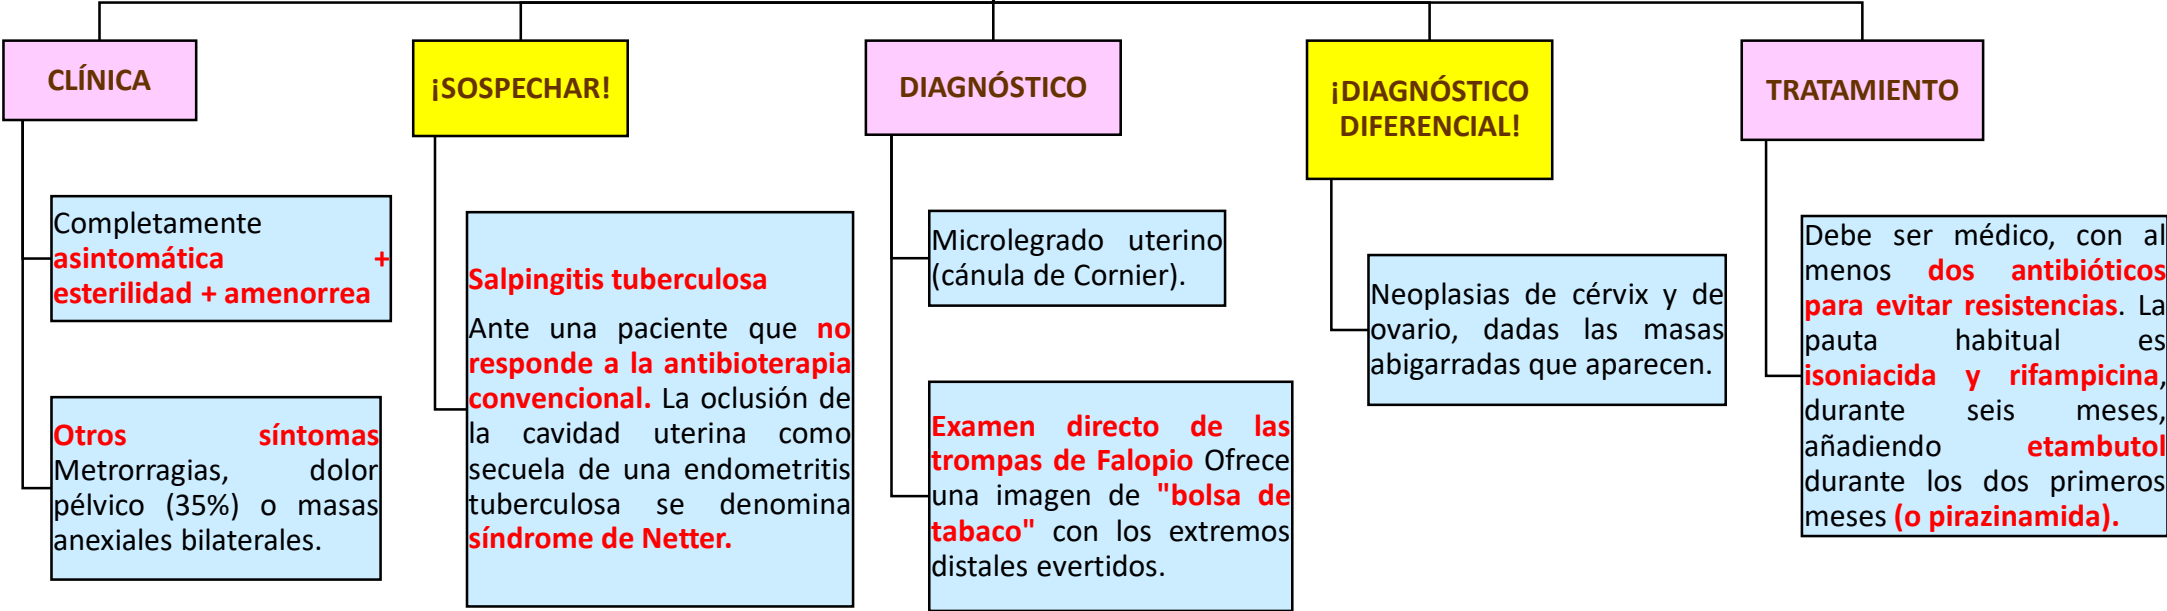 CLÍNICA
Completamente
asintomática +
esterilidad + amenorrea
Otros síntomas
Metrorragias, dolor
pélvico (35%) o masas
anexiales bilaterales.
¡SOSPECHAR!
Salpingitis tuberculosa
Ante una paciente que no
responde a la antibioterapia
convencional. La oclusión de
la cavidad uterina como
secuela de una endometritis
tuberculosa se denomina
síndrome de Netter.
DIAGNÓSTICO
Microlegrado uterino
(cánula de Cornier).
Examen directo de las
trompas de Falopio Ofrece
una imagen de "bolsa de
tabaco" con los extremos
distales evertidos.
¡DIAGNÓSTICO
DIFERENCIAL!
Neoplasias de cérvix y de
ovario, dadas las masas
abigarradas que aparecen.
TRATAMIENTO
Debe ser médico, con al
menos dos antibióticos
para evitar resistencias. La
pauta habitual es
isoniacida y rifampicina,
durante seis meses,
añadiendo etambutol
durante los dos primeros
meses (o pirazinamida).